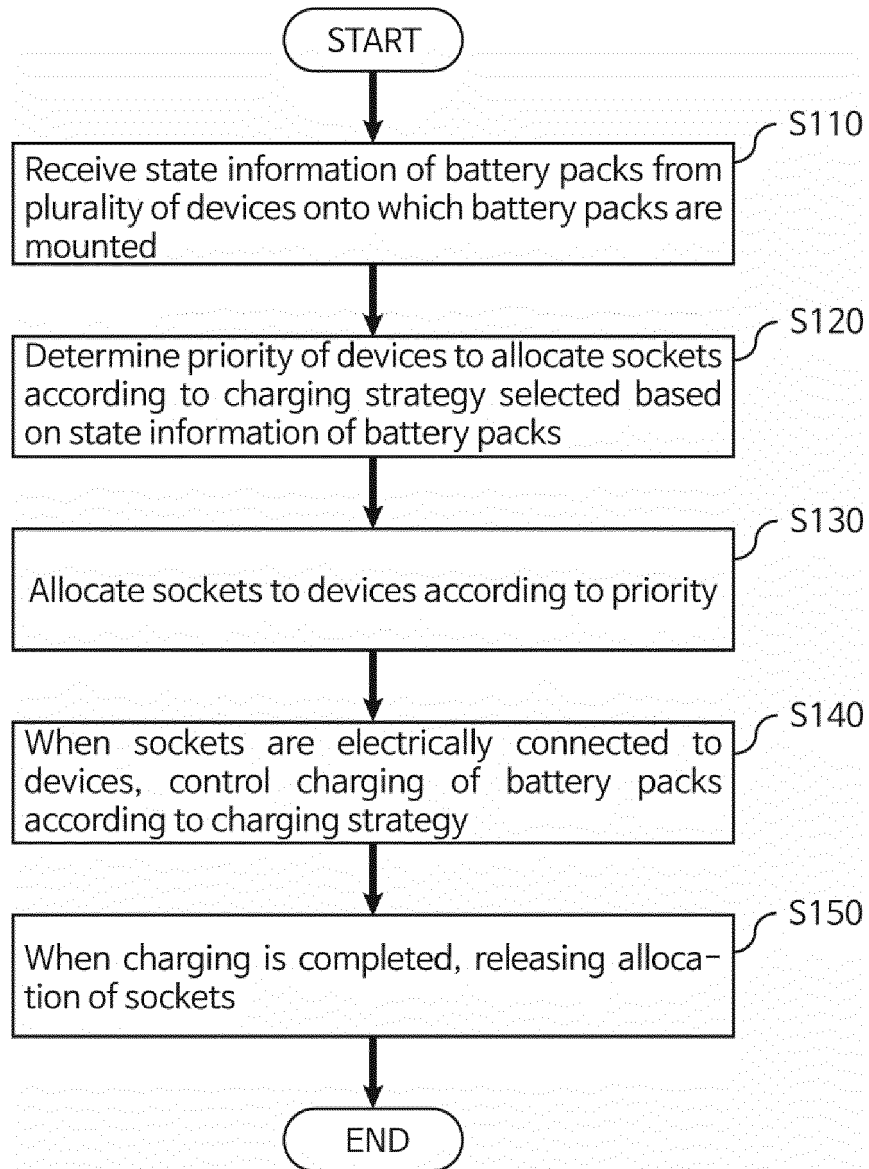 START
S110
Receive state information of battery packs from
plurality of devices onto which battery packs are
mounted
S120
Determine priority of devices to allocate sockets
according to charging strategy selected based
on state information of battery packs
S130
Allocate sockets to devices according to priority
S140
When sockets are electrically connected to
devices, control charging of battery packs
according to charging strategy
S150
When charging is completed, releasing alloca-
tion of sockets
END